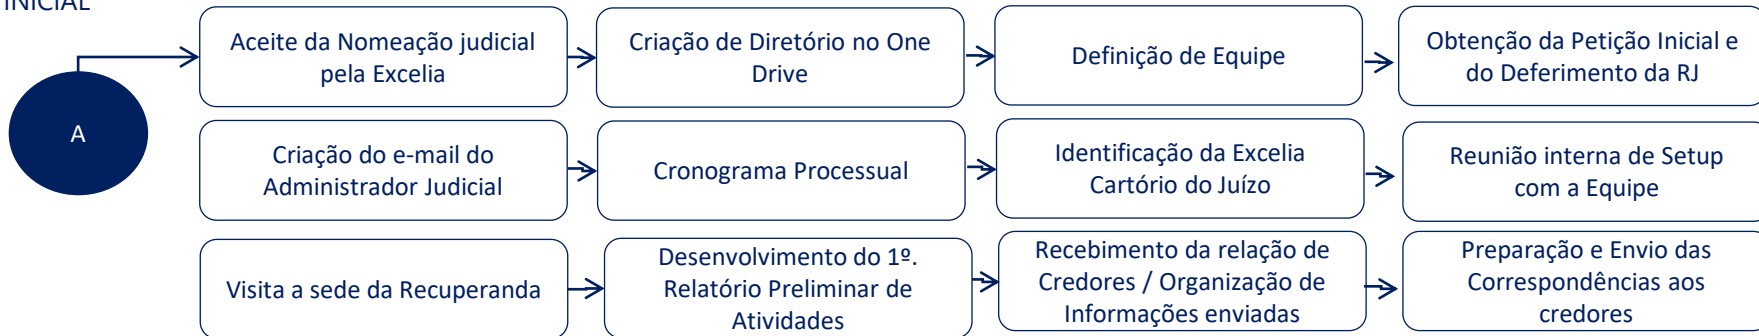 INICIAL
A
Aceite da Nomeação judicial
pela Excelia
Criação de Diretório no One
Drive
Definição de Equipe
Obtenção da Petição Inicial e
do Deferimento da RJ
Criação do e-mail do
Administrador Judicial
Cronograma Processual
Identificação da Excelia
Cartório do Juízo
Reunião interna de Setup
com a Equipe
Visita a sede da Recuperanda
Desenvolvimento do 1º.
Relatório Preliminar de
Atividades
Recebimento da relação de
Credores / Organização de
Informações enviadas
Preparação e Envio das
Correspondências aos
credores